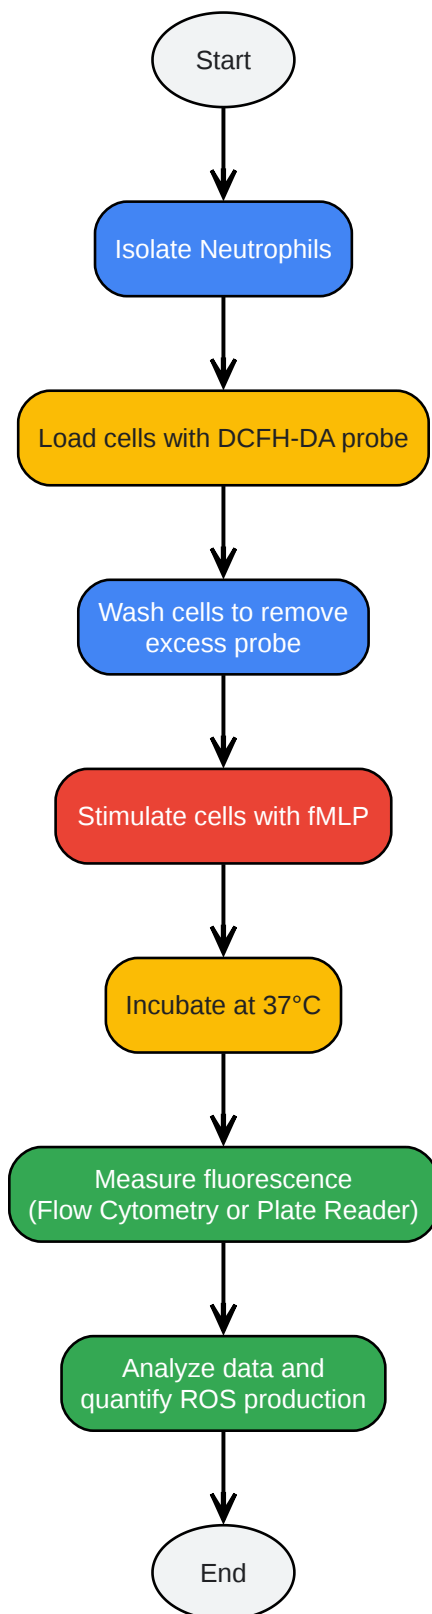 Start
Isolate Neutrophils
Load cells with DCFH-DA probe
Wash cells to remove
excess probe
Stimulate cells with fMLP
Incubate at 37°C
Measure fluorescence
(Flow Cytometry or Plate Reader)
Analyze data and
quantify ROS production
End